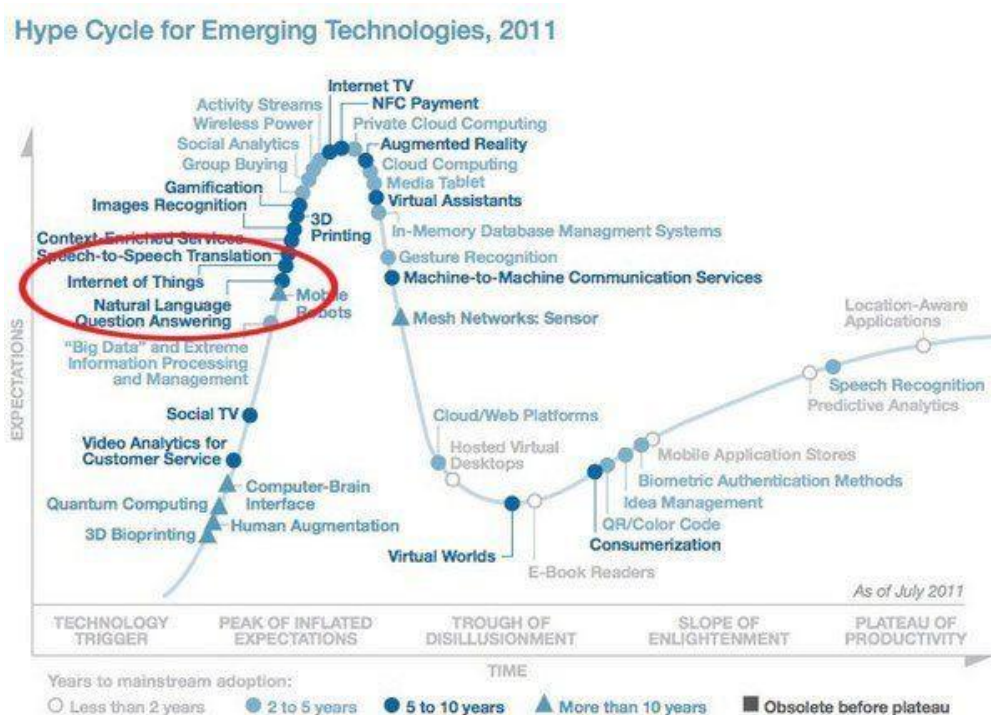 Hype Cycle for Emerging Technologies, 2011
Internet TV
NFC Payment
Activity Streams
Wireless Power
Private Cloud Computing
Social Analytics
Augmented Reality
Group Buying
Cloud Computing
Gamification
Media Tablet
Images Recognition
Virtual Assistants
3D
Printing
In-Memory Database Managment Systems
Context-Enriched Services
Speech-to-Speech Translation
Gesture Recognition
Internet of Things
Machine-to-Machine Communication Services
Natural Language
Question Answering
Mobile
Robots
Mesh Networks: Sensor
"Big Data" and Extreme
Information Processing
and Management
Location-Aware
Applications
Speech Recognition
Predictive Analytics
Social TV
Cloud/Web Platforms
Video Analytics for
Customer Service
Hosted Virtual
Desktops
Mobile Application Stores
Biometric Authentication Methods
Computer-Brain
Interface
Idea Management
Quantum Computing
QR/Color Code
Human Augmentation
3D Bioprinting
Consumerization
Virtual Worlds
E-Book Readers
EXPECTATIONS
As of July 2011
TECHNOLOGY
TRIGGER
PEAK OF INFLATED
EXPECTATIONS
TROUGH OF
DISILLUSIONMENT
SLOPE OF
ENLIGHTENMENT
PLATEAU OF
PRODUCTIVITY
TIME
Years to mainstream adoption:
Less than 2 years
2 to 5 years
5 to 10 years
More than 10 years
Obsolete before plateau